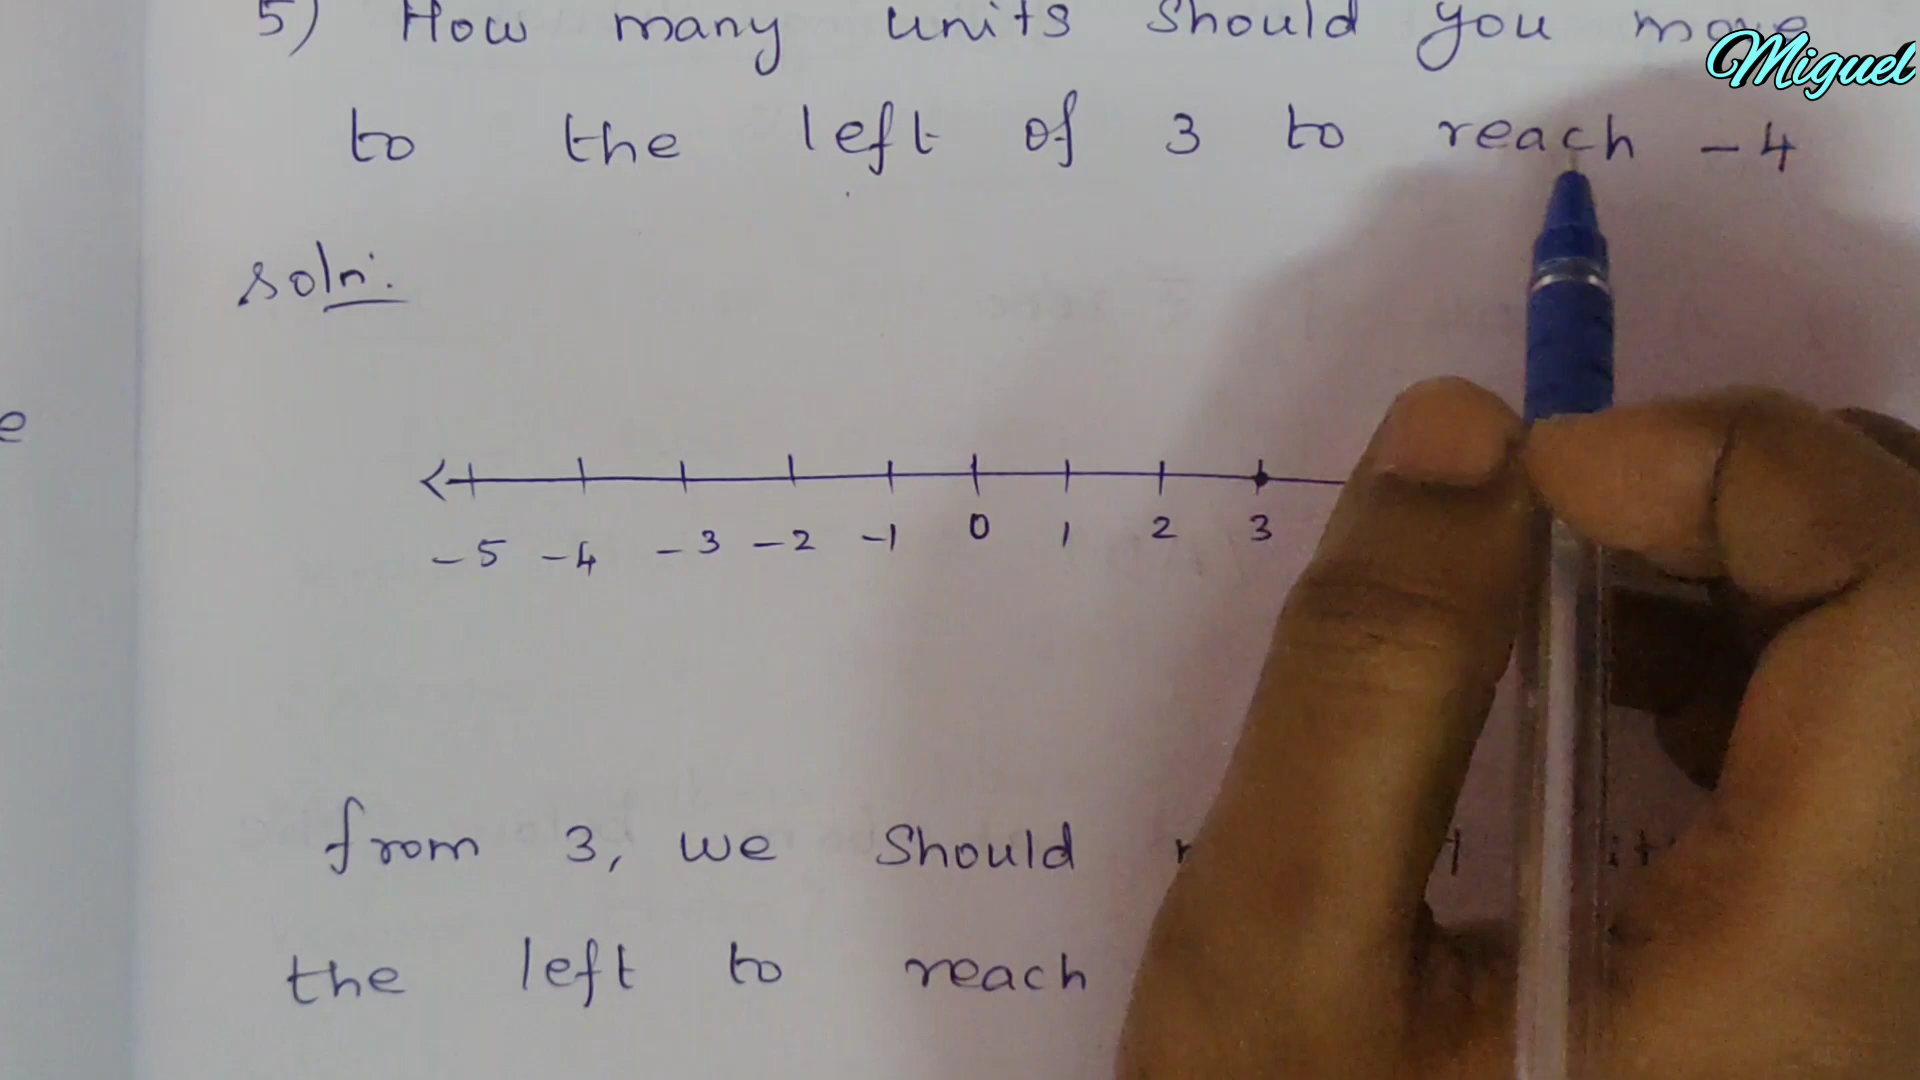 5) How many units should you move
Miguel
to the left of 3 to reach -4
soln:
e
-5 -4 -3 -2 -1 0 1 2 3
from 3, we should
the left to reach